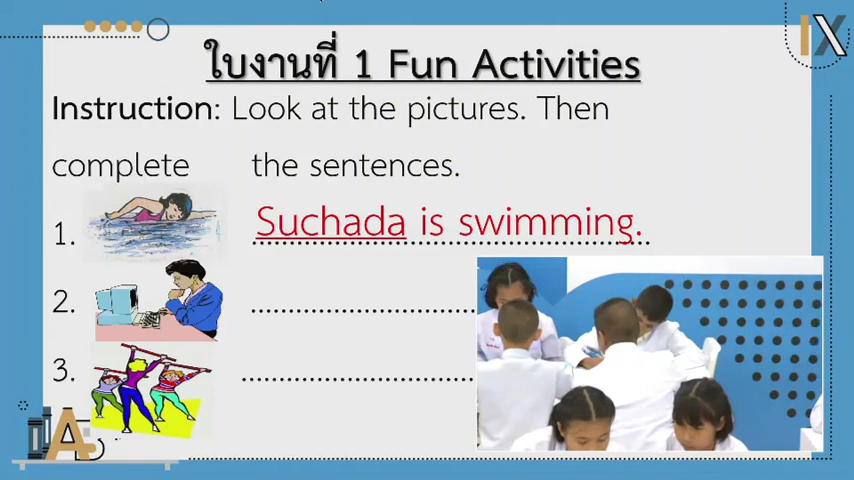 ใบงานที่ 1 Fun Activities
Instruction: Look at the pictures. Then
complete the sentences.
1. Suchada is swimming.
2.
3.